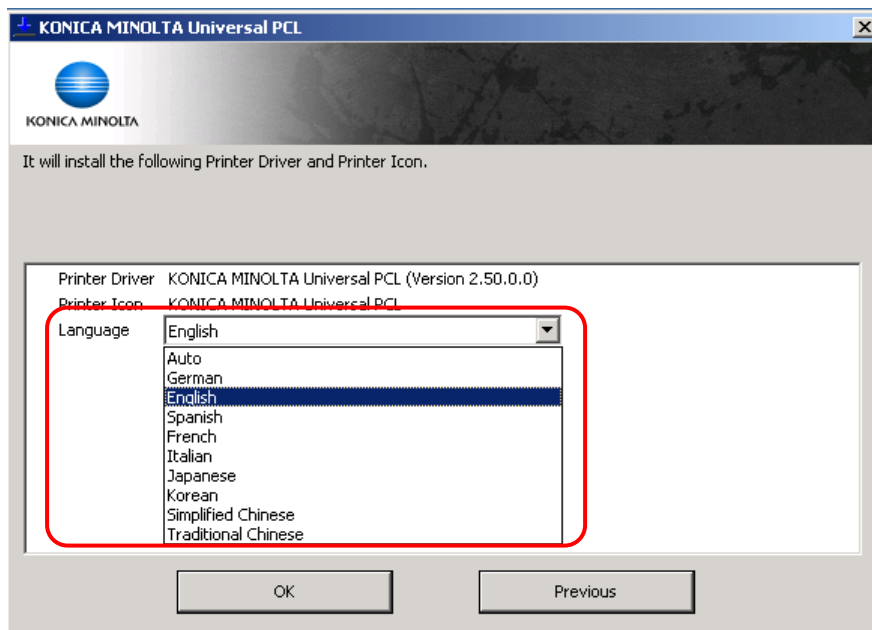 KONICA MINOLTA Universal PCL
KONICA MINOLTA
It will install the following Printer Driver and Printer Icon.
Printer Driver KONICA MINOLTA Universal PCL (Version 2.50.0.0)
Printer Icon KONICA MINOLTA Universal PCL
Language English
Auto
German
English
Spanish
French
Italian
Japanese
Korean
Simplified Chinese
Traditional Chinese
OK Previous